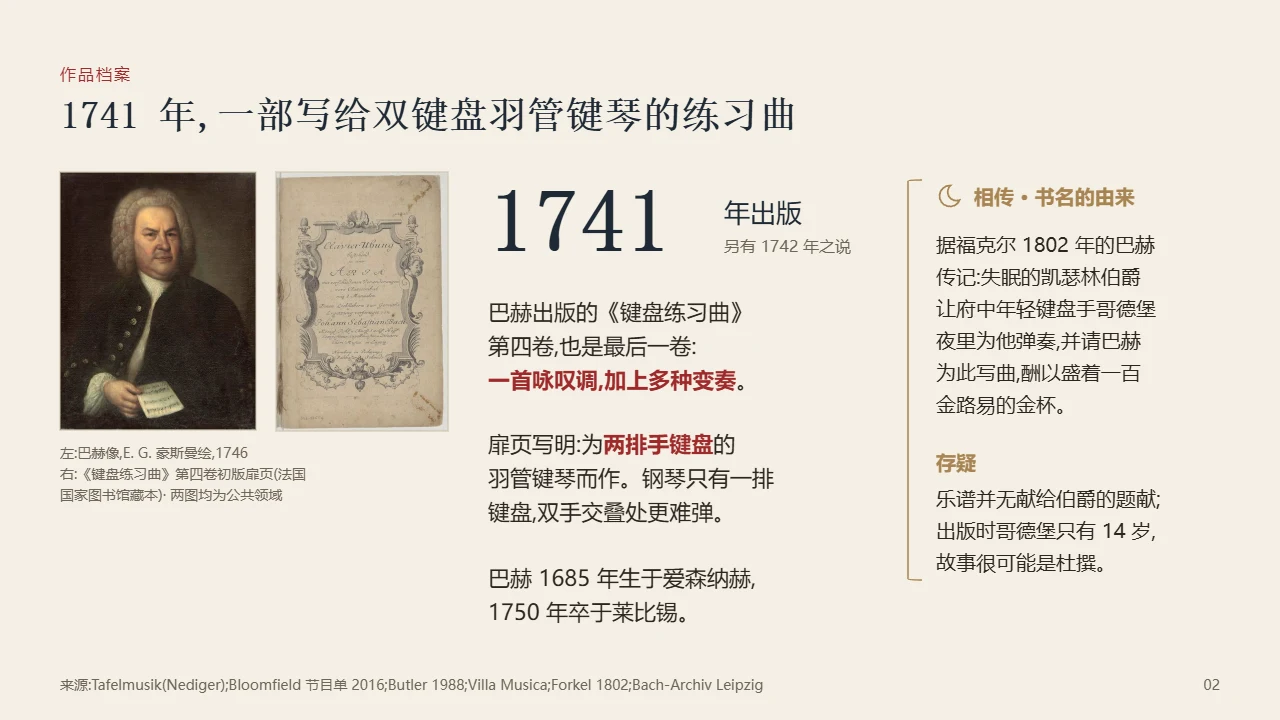 作品档案
1741 年,一部写给双键盘羽管键琴的练习曲
Clavier Ubung
ARIA
Johann Sebastian Bach
左:巴赫像,E. G. 豪斯曼绘,1746
右:《键盘练习曲》第四卷初版扉页(法国
国家图书馆藏本)· 两图均为公共领域
1741
年出版
另有 1742 年之说
巴赫出版的《键盘练习曲》
第四卷,也是最后一卷:
一首咏叹调,加上多种变奏。
扉页写明:为两排手键盘的
羽管键琴而作。钢琴只有一排
键盘,双手交叠处更难弹。
巴赫 1685 年生于爱森纳赫,
1750 年卒于莱比锡。
相传・书名的由来
据福克尔 1802 年的巴赫
传记:失眠的凯瑟林伯爵
让府中年轻键盘手哥德堡
夜里为他弹奏,并请巴赫
为此写曲,酬以盛着一百
金路易的金杯。
存疑
乐谱并无献给伯爵的题献;
出版时哥德堡只有 14 岁,
故事很可能是杜撰。
来源:Tafelmusik(Nediger);Bloomfield 节目单 2016;Butler 1988;Villa Musica;Forkel 1802;Bach-Archiv Leipzig
02